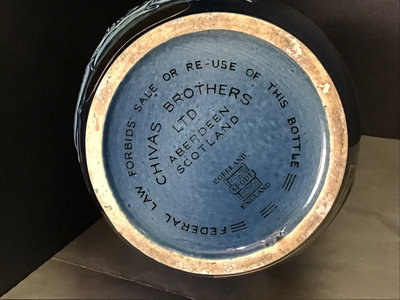 FEDERAL LAW FORBIDS SALE OR RE-USE OF THIS BOTTLE
CHIVAS BROTHERS
LTD.
ABERDEEN
SCOTLAND
COPELAND
SPODE
ENGLAND